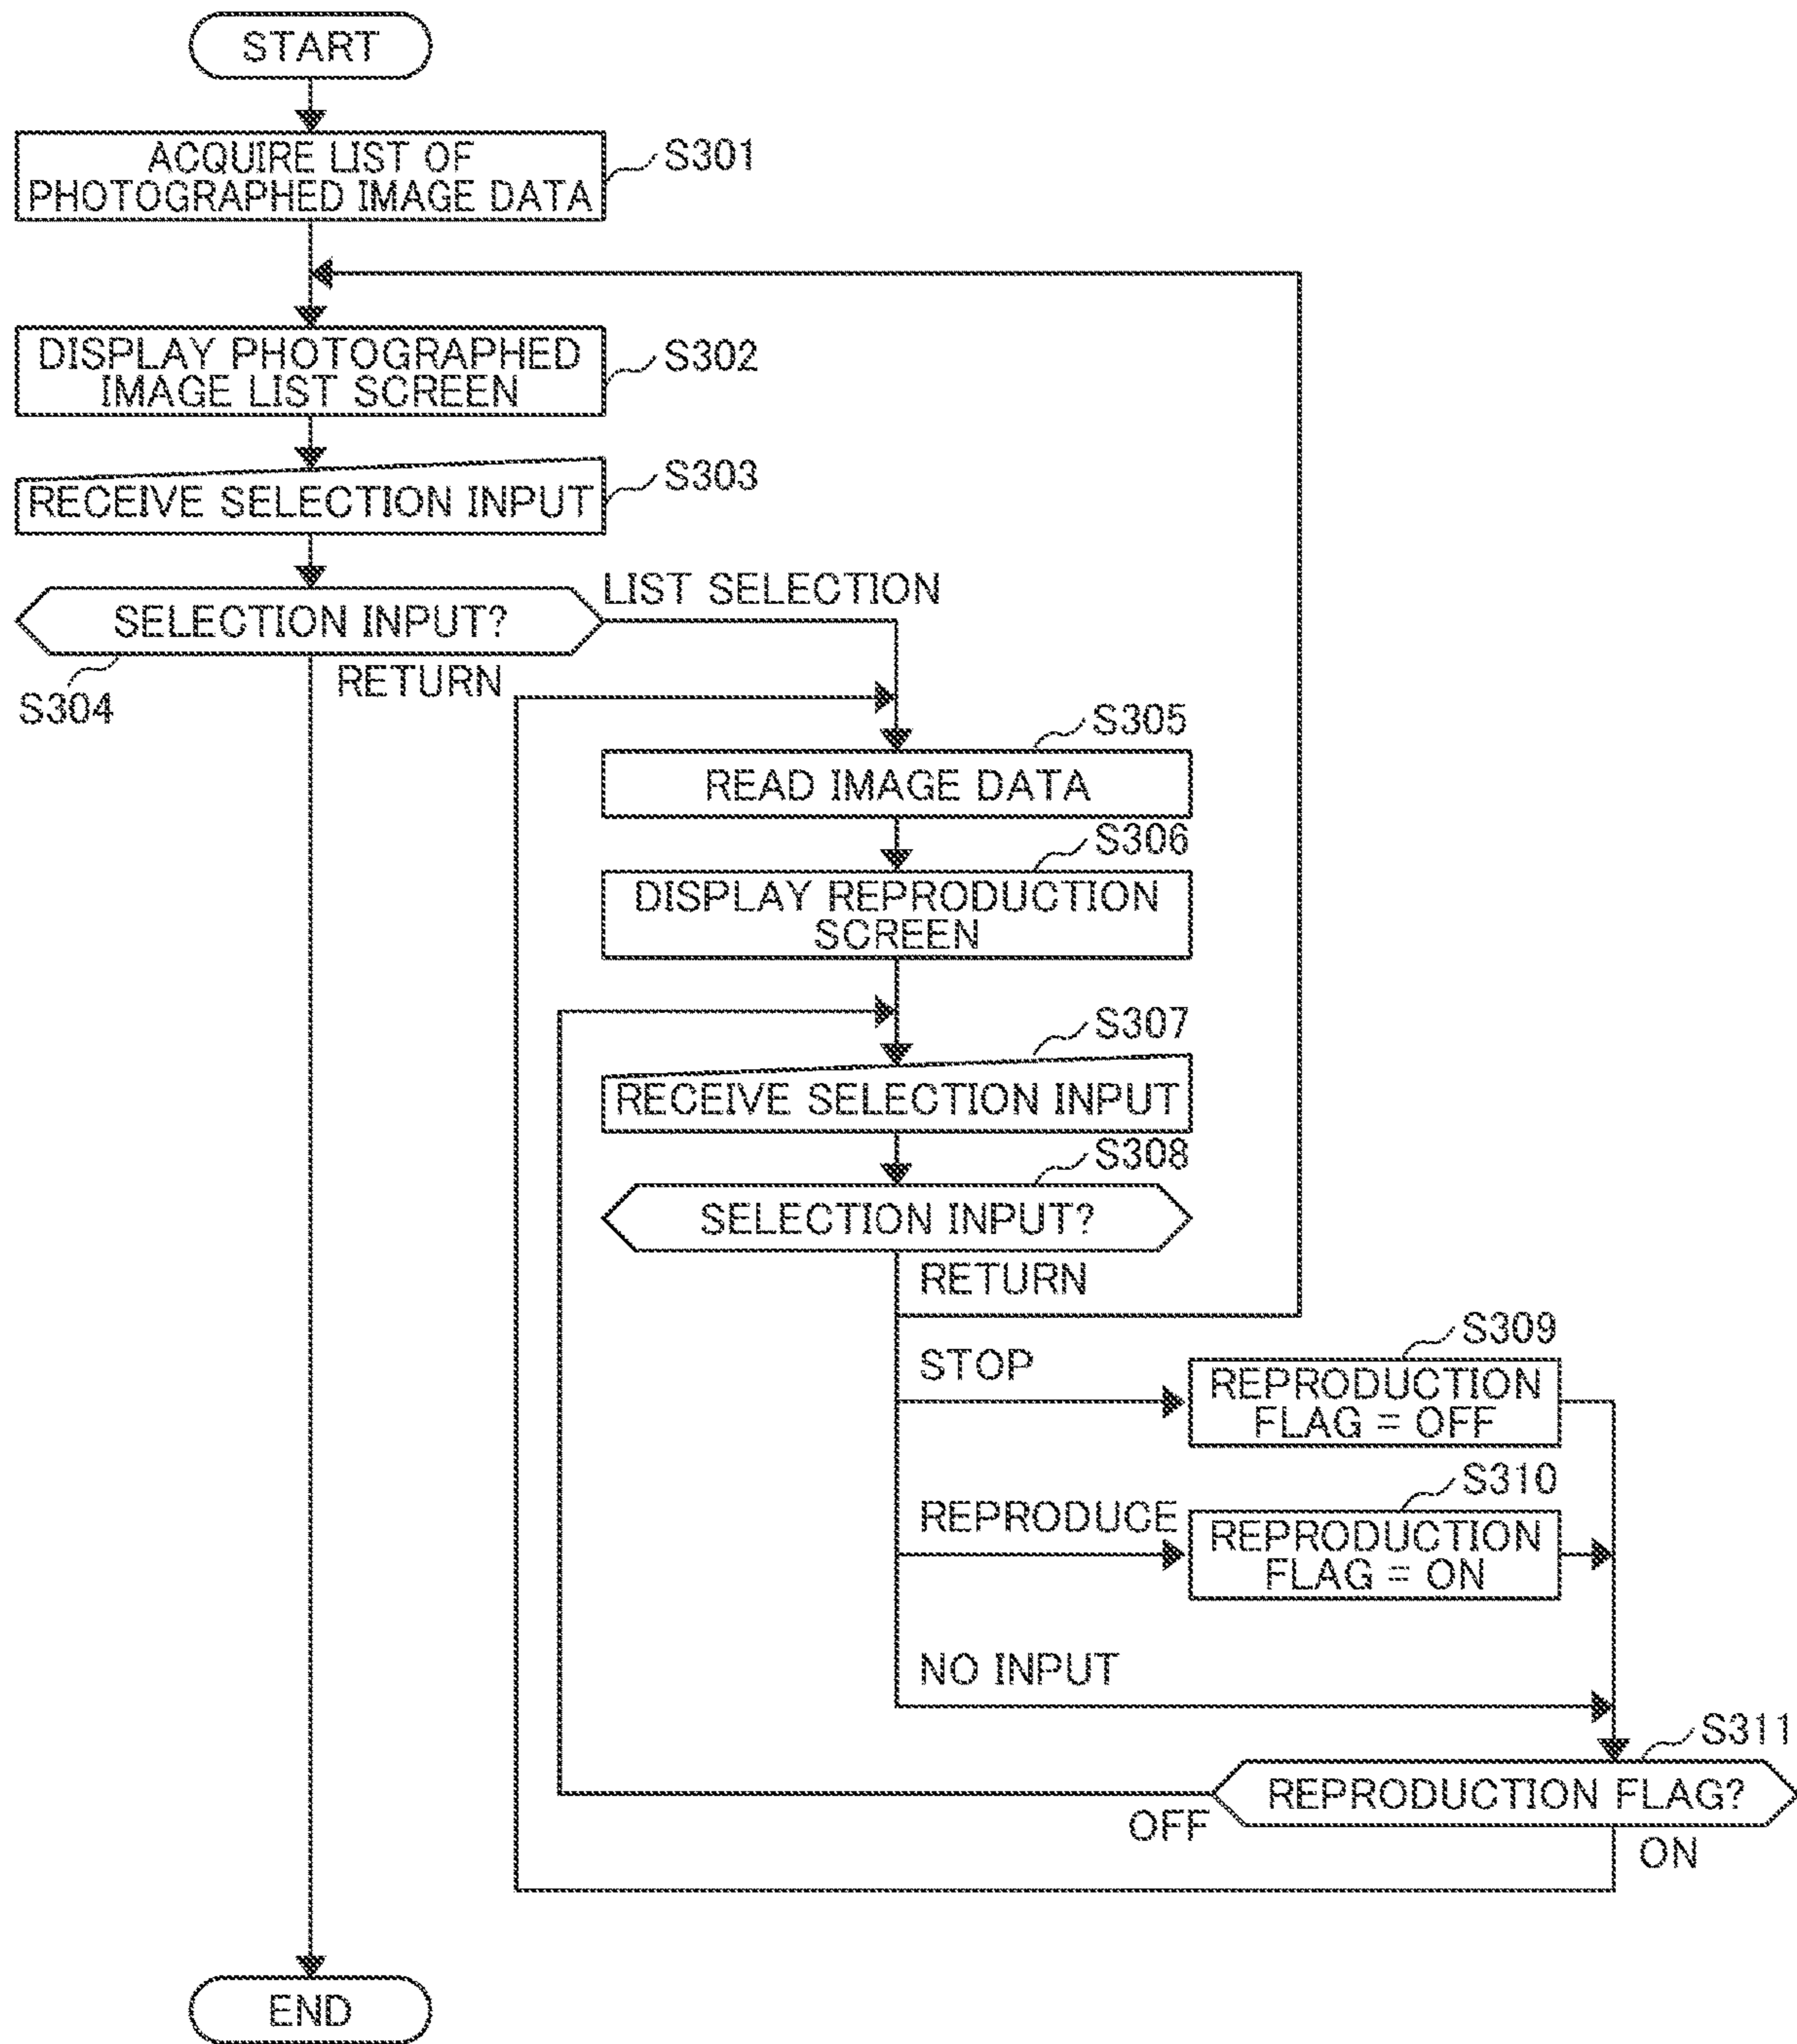 START
ACQUIRE LIST OF
PHOTOGRAPHED IMAGE DATA
S301
DISPLAY PHOTOGRAPHED
IMAGE LIST SCREEN
S302
RECEIVE SELECTION INPUT
S303
SELECTION INPUT?
LIST SELECTION
RETURN
S304
S305
READ IMAGE DATA
S306
DISPLAY REPRODUCTION
SCREEN
S307
RECEIVE SELECTION INPUT
S308
SELECTION INPUT?
RETURN
STOP
S309
REPRODUCTION
FLAG = OFF
REPRODUCE
S310
REPRODUCTION
FLAG = ON
NO INPUT
S311
REPRODUCTION FLAG?
OFF
ON
END